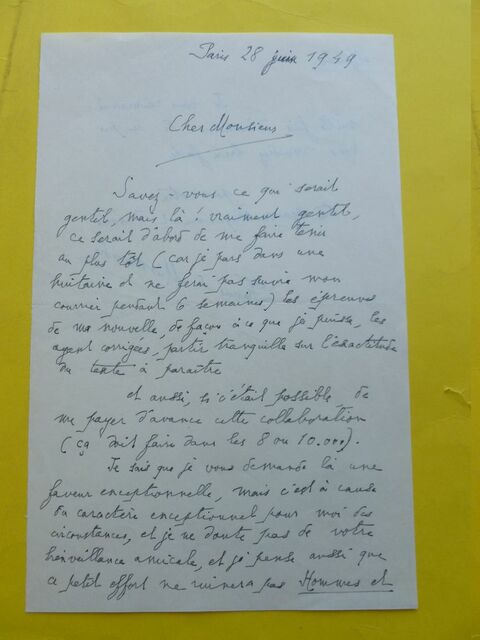 Paris 28 juin 1949
Cher Monsieur
Savez-vous ce qui serait
gentil, mais là ! vraiment gentil,
ce serait d'abord de me faire tenir
au plus tôt (car je pars dans une
huitaine et ne ferai pas suivre mon
courrier pendant 6 semaines) les épreuves
de ma nouvelle, de façon à ce que je puisse, les
ayant corrigées, partir tranquille sur l'exactitude
du texte à paraître
et aussi, si c'était possible, de
me payer d'avance cette collaboration
(ça doit faire dans les 8 ou 10.000).
Je sais que je vous demande là une
faveur exceptionnelle, mais c'est à cause
du caractère exceptionnel pour moi des
circonstances, et je ne doute pas de votre
bienveillance amicale, et je pense aussi que
ce petit effort ne ruinera pas Hommes et